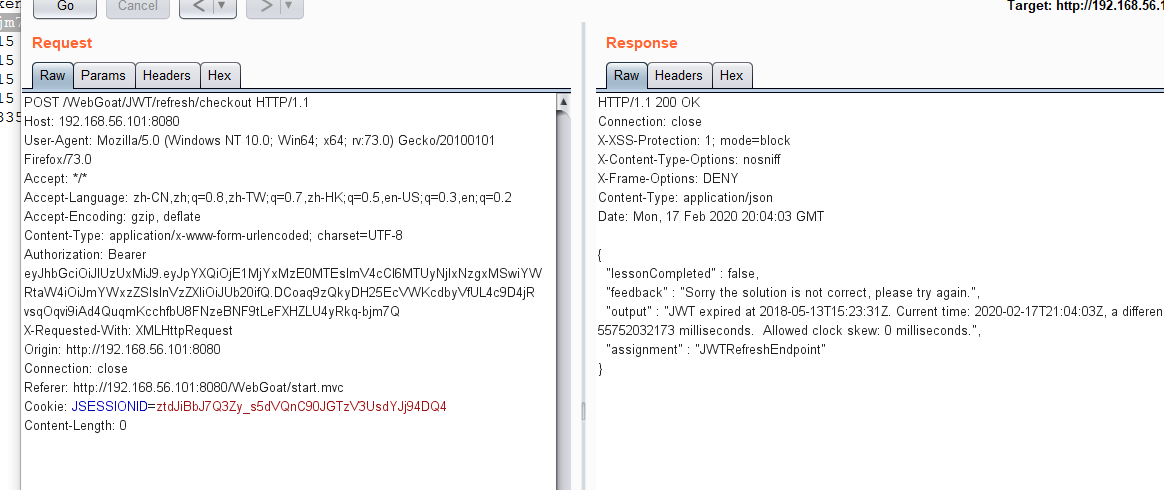 Go
Cancel
<
>
Target: http://192.168.56.1
15
15
15
15
Request
Response
Raw
Params
Headers
Hex
Raw
Headers
Hex
POST /WebGoat/JWT/refresh/checkout HTTP/1.1
Host: 192.168.56.101:8080
User-Agent: Mozilla/5.0 (Windows NT 10.0; Win64; x64; rv:73.0) Gecko/20100101
Firefox/73.0
Accept: */*
Accept-Language: zh-CN,zh;q=0.8,zh-TW;q=0.7,zh-HK;q=0.5,en-US;q=0.3,en;q=0.2
Accept-Encoding: gzip, deflate
Content-Type: application/x-www-form-urlencoded; charset=UTF-8
Authorization: Bearer
eyJhbGciOiJIUzUxMiJ9.eyJpYXQiOjE1MjYxMzE0MTEsImV4cCI6MTUyNjIxNzgxMSwiYW
RtaW4iOiJmYWxzZSIsInVzZXIiOiJUb20ifQ.DCoaq9zQkyDH25EcVWKcdbyVfUL4c9D4jR
vsqOqvi9iAd4QuqmKcchfbU8FNzeBNF9tLeFXHZLU4yRkq-bjm7Q
X-Requested-With: XMLHttpRequest
Origin: http://192.168.56.101:8080
Connection: close
Referer: http://192.168.56.101:8080/WebGoat/start.mvc
Cookie: JSESSIONID=ztdJiBbJ7Q3Zy_s5dVQnC90JGTzV3UsdYJj94DQ4
Content-Length: 0
HTTP/1.1 200 OK
Connection: close
X-XSS-Protection: 1; mode=block
X-Content-Type-Options: nosniff
X-Frame-Options: DENY
Content-Type: application/json
Date: Mon, 17 Feb 2020 20:04:03 GMT
{
"lessonCompleted" : false,
"feedback" : "Sorry the solution is not correct, please try again.",
"output" : "JWT expired at 2018-05-13T15:23:31Z. Current time: 2020-02-17T21:04:03Z, a differen
55752032173 milliseconds.  Allowed clock skew: 0 milliseconds.",
"assignment" : "JWTRefreshEndpoint"
}